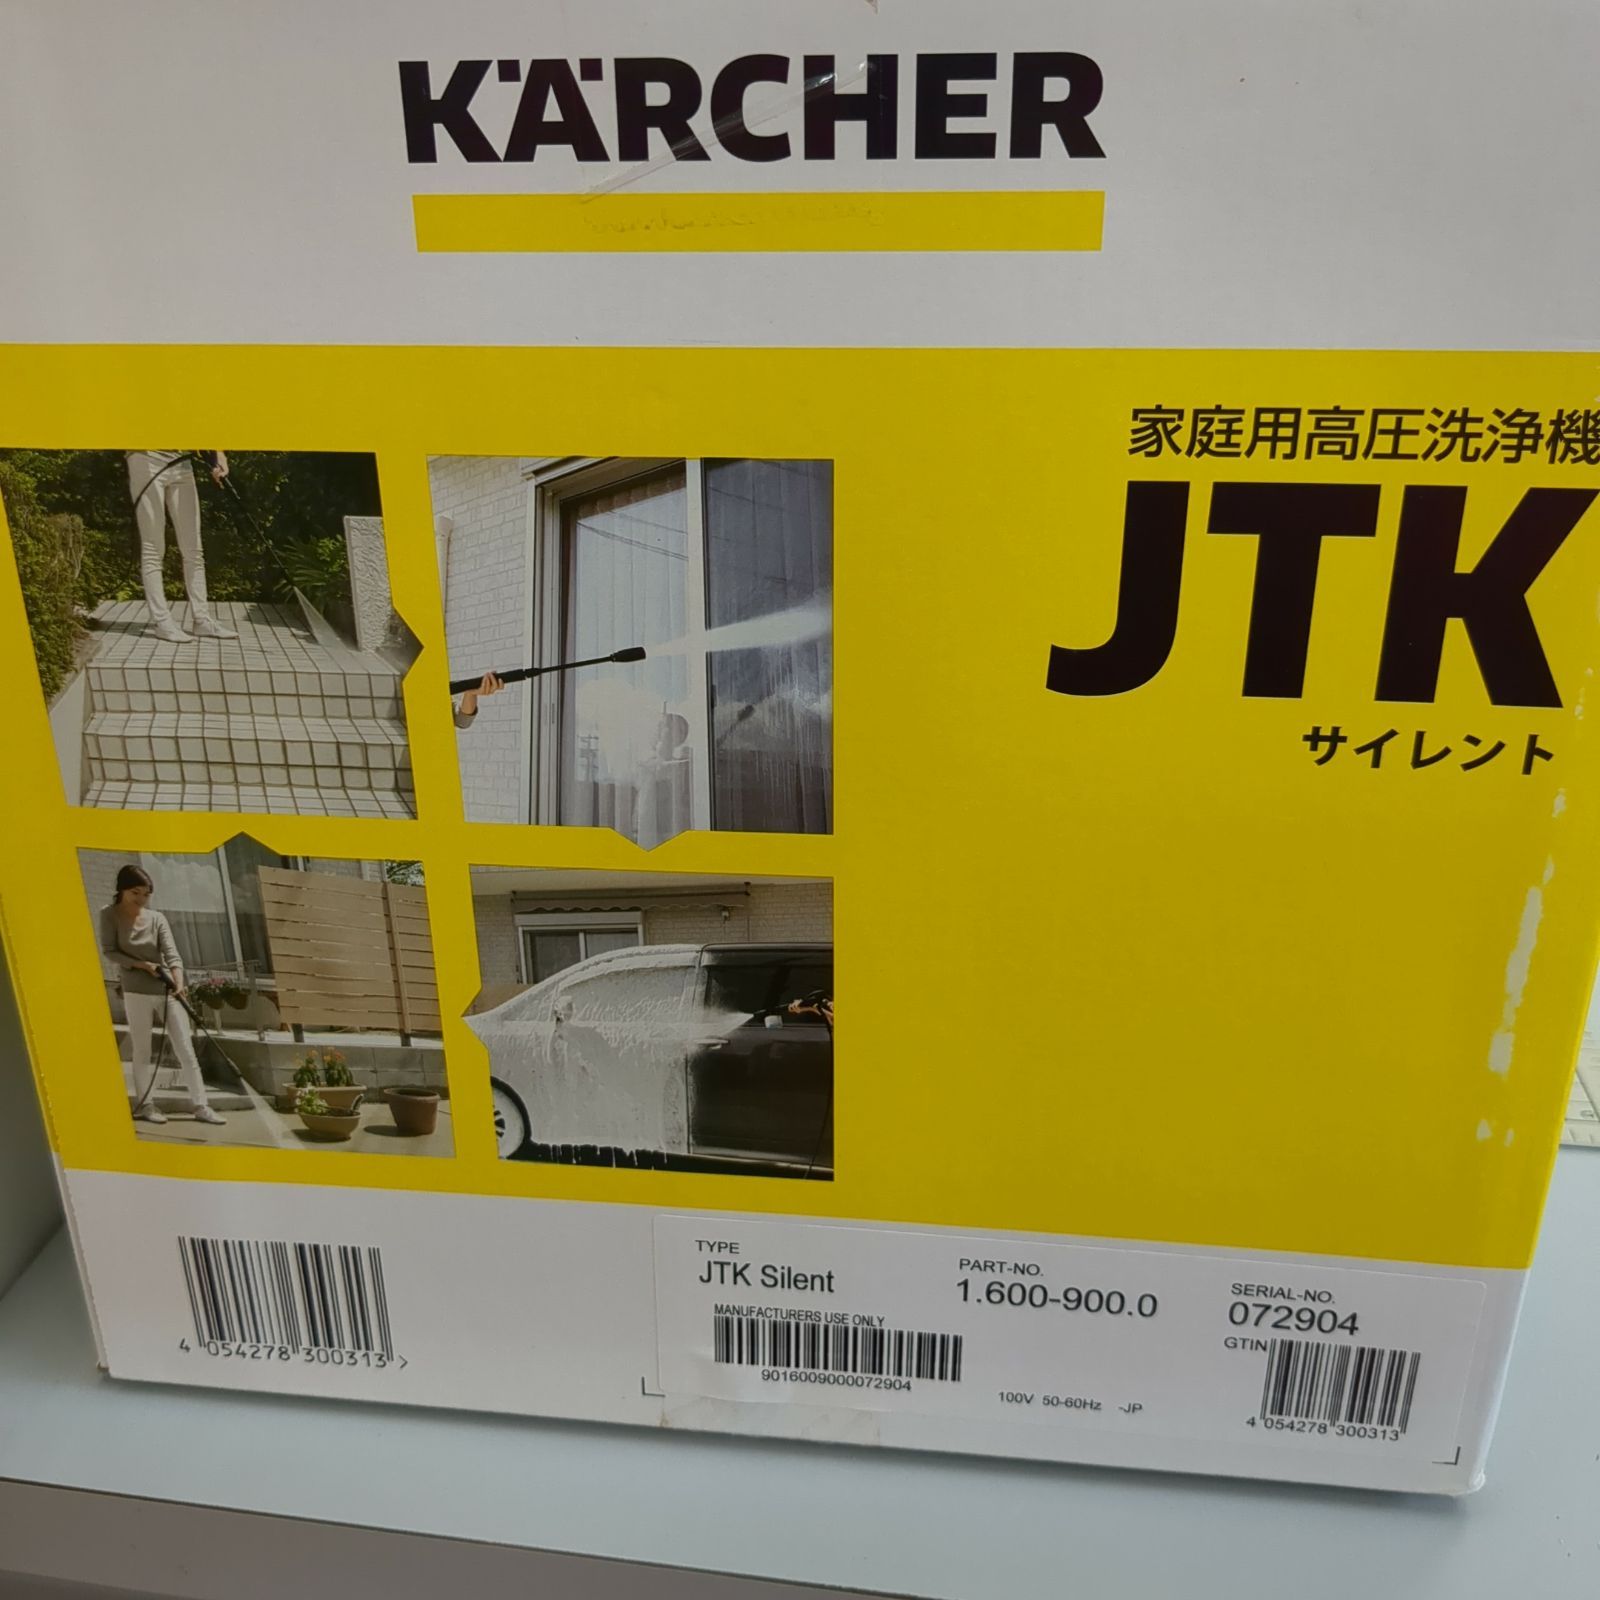 KÄRCHER
家庭用高圧洗浄機
JTK
サイレント
4 054278 300313 >
TYPE
JTK Silent
PART-NO.
1.600-900.0
SERIAL-NO.
072904
MANUFACTURERS USE ONLY
9016009000072904
GTIN
100V 50-60Hz -JP
4 054278 300313